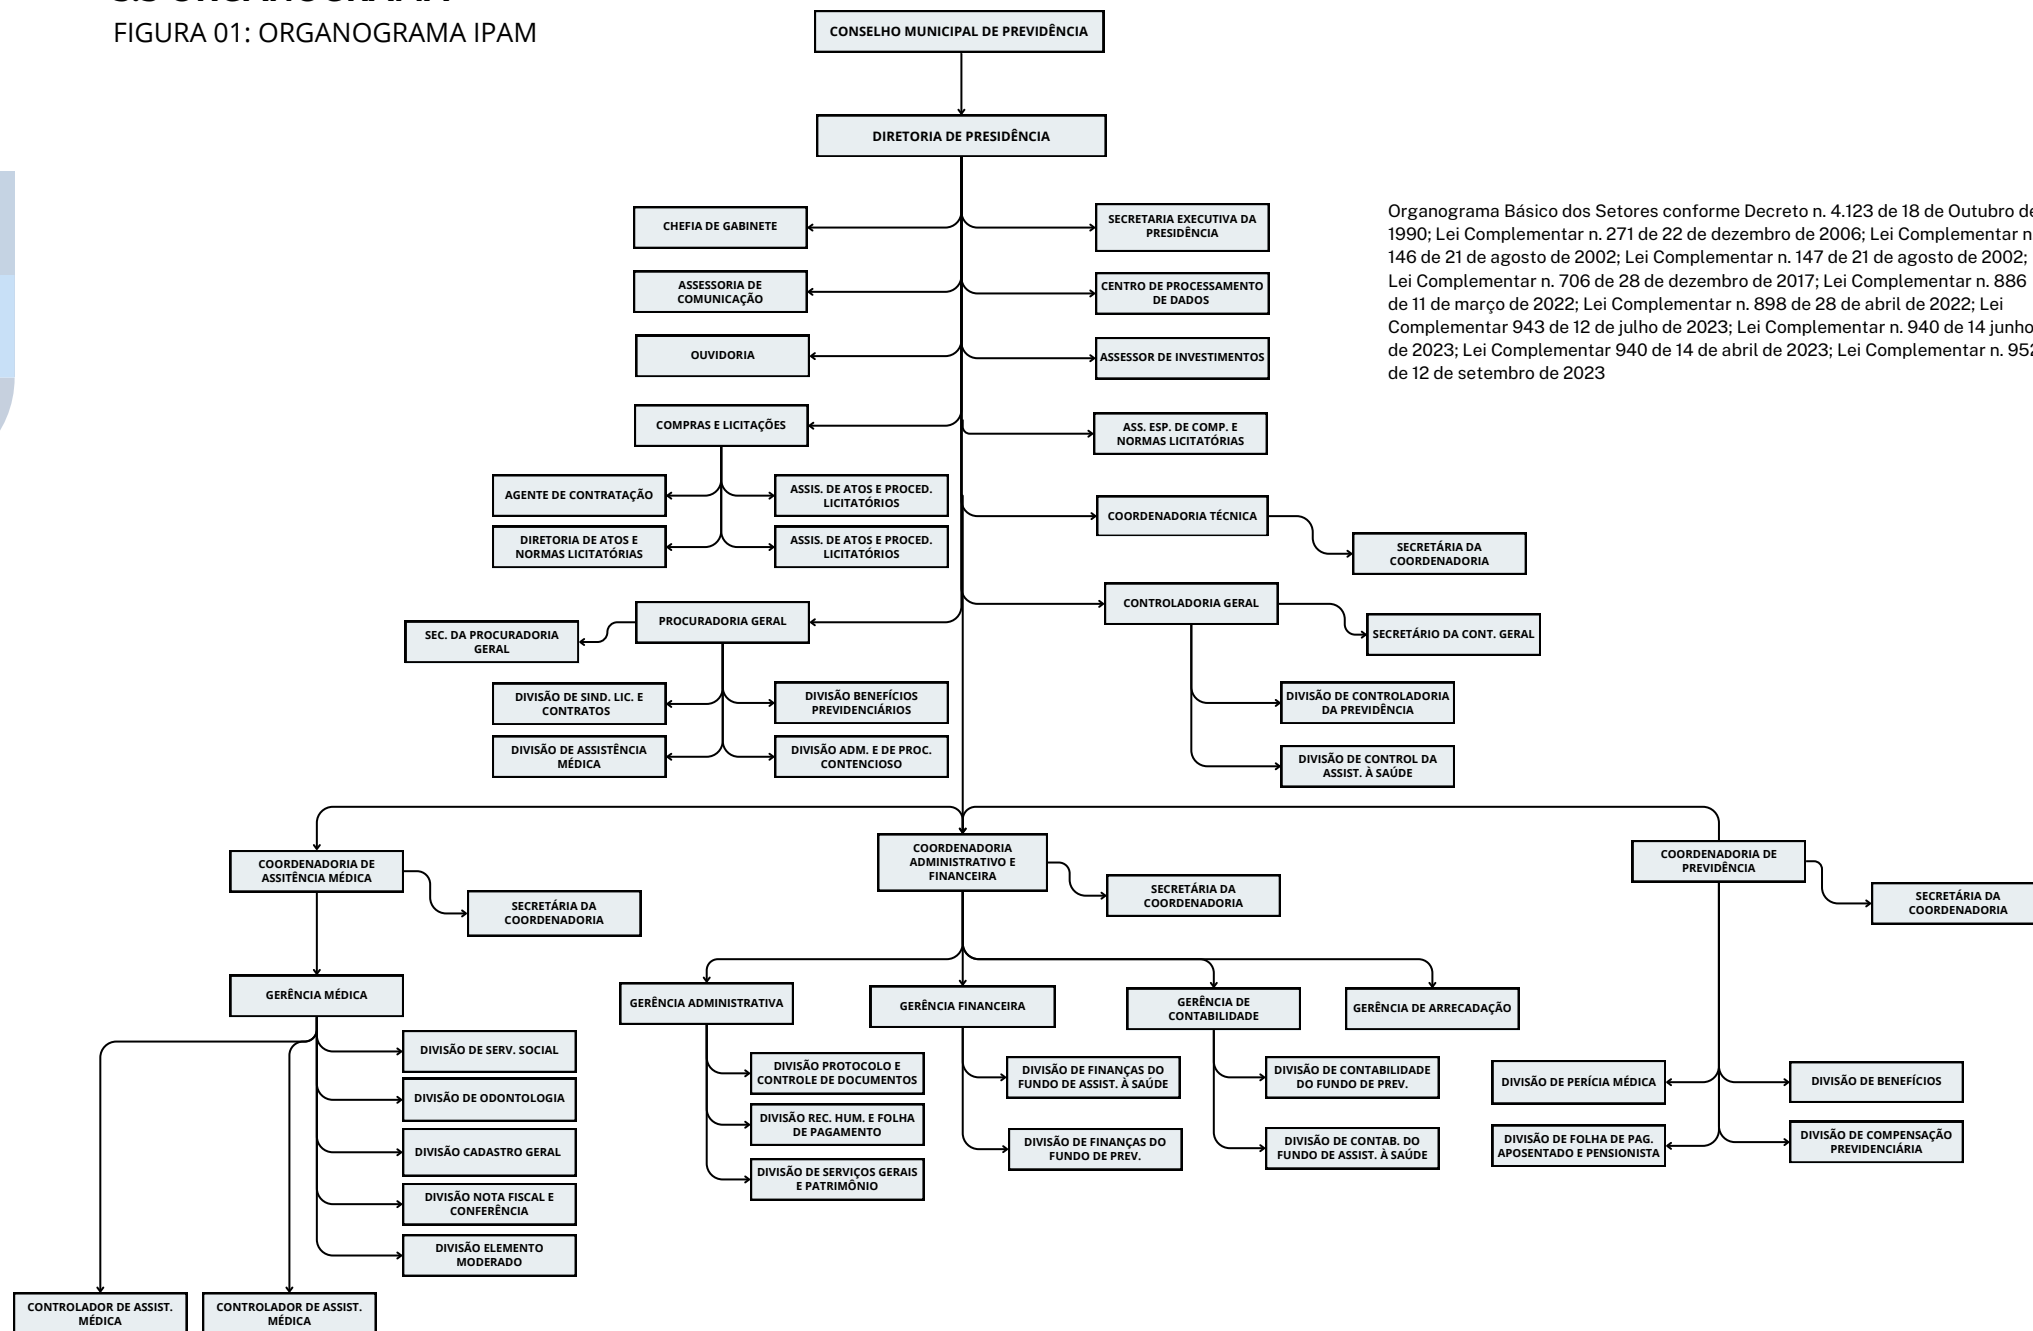 FIGURA 01: ORGANOGRAMA IPAM
CONSELHO MUNICIPAL DE PREVIDÊNCIA
DIRETORIA DE PRESIDÊNCIA
CHEFIA DE GABINETE
SECRETARIA EXECUTIVA DA
PRESIDÊNCIA
Organograma Básico dos Setores conforme Decreto n. 4.123 de 18 de Outubro de
1990; Lei Complementar n. 271 de 22 de dezembro de 2006; Lei Complementar n
146 de 21 de agosto de 2002; Lei Complementar n. 147 de 21 de agosto de 2002;
Lei Complementar n. 706 de 28 de dezembro de 2017; Lei Complementar n. 886
de 11 de março de 2022; Lei Complementar n. 898 de 28 de abril de 2022; Lei
Complementar 943 de 12 de julho de 2023; Lei Complementar n. 940 de 14 junho
de 2023; Lei Complementar 940 de 14 de abril de 2023; Lei Complementar n. 952
de 12 de setembro de 2023
ASSESSORIA DE
COMUNICAÇÃO
CENTRO DE PROCESSAMENTO
DE DADOS
OUVIDORIA
ASSESSOR DE INVESTIMENTOS
COMPRAS E LICITAÇÕES
ASS. ESP. DE COMP. E
NORMAS LICITATÓRIAS
AGENTE DE CONTRATAÇÃO
ASSIS. DE ATOS E PROCED.
LICITATÓRIOS
DIRETORIA DE ATOS E
NORMAS LICITATÓRIAS
ASSIS. DE ATOS E PROCED.
LICITATÓRIOS
COORDENADORIA TÉCNICA
SECRETÁRIA DA
COORDENADORIA
PROCURADORIA GERAL
SEC. DA PROCURADORIA
GERAL
CONTROLADORIA GERAL
SECRETÁRIO DA CONT. GERAL
DIVISÃO DE SIND. LIC. E
CONTRATOS
DIVISÃO BENEFÍCIOS
PREVIDENCIÁRIOS
DIVISÃO DE ASSISTÊNCIA
MÉDICA
DIVISÃO ADM. E DE PROC.
CONTENCIOSO
DIVISÃO DE CONTROLADORIA
DA PREVIDÊNCIA
DIVISÃO DE CONTROL DA
ASSIST. À SAÚDE
COORDENADORIA DE
ASSITÊNCIA MÉDICA
SECRETÁRIA DA
COORDENADORIA
COORDENADORIA
ADMINISTRATIVO E
FINANCEIRA
SECRETÁRIA DA
COORDENADORIA
COORDENADORIA DE
PREVIDÊNCIA
SECRETÁRIA DA
COORDENADORIA
GERÊNCIA MÉDICA
GERÊNCIA ADMINISTRATIVA
GERÊNCIA FINANCEIRA
GERÊNCIA DE
CONTABILIDADE
GERÊNCIA DE ARRECADAÇÃO
DIVISÃO DE SERV. SOCIAL
DIVISÃO DE ODONTOLOGIA
DIVISÃO CADASTRO GERAL
DIVISÃO NOTA FISCAL E
CONFERÊNCIA
DIVISÃO ELEMENTO
MODERADO
DIVISÃO PROTOCOLO E
CONTROLE DE DOCUMENTOS
DIVISÃO REC. HUM. E FOLHA
DE PAGAMENTO
DIVISÃO DE SERVIÇOS GERAIS
E PATRIMÔNIO
DIVISÃO DE FINANÇAS DO
FUNDO DE ASSIST. À SAÚDE
DIVISÃO DE FINANÇAS DO
FUNDO DE PREV.
DIVISÃO DE CONTABILIDADE
DO FUNDO DE PREV.
DIVISÃO DE CONTAB. DO
FUNDO DE ASSIST. À SAÚDE
DIVISÃO DE PERÍCIA MÉDICA
DIVISÃO DE BENEFÍCIOS
DIVISÃO DE FOLHA DE PAG.
APOSENTADO E PENSIONISTA
DIVISÃO DE COMPENSAÇÃO
PREVIDENCIÁRIA
CONTROLADOR DE ASSIST.
MÉDICA
CONTROLADOR DE ASSIST.
MÉDICA